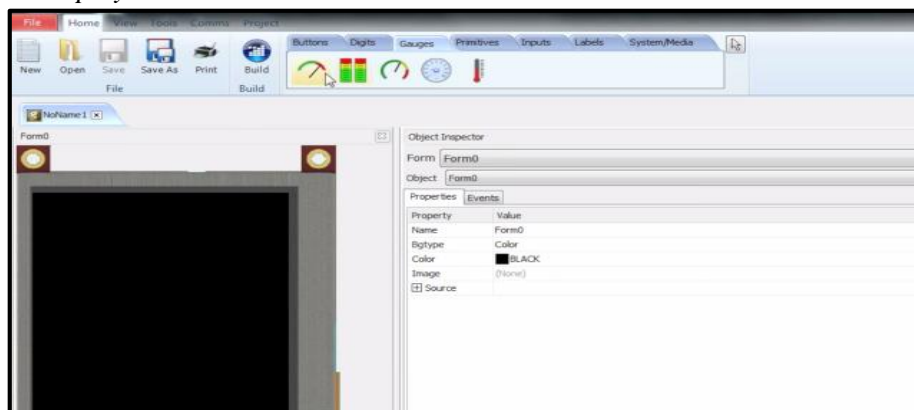 File Home View Tools Comms Project
Buttons Digits Gauges Primitives Inputs Labels System/Media
New Open Save Save As Print Build
File Build
NoName1
Form0
Object Inspector
Form Form0
Object Form0
Properties Events
Property Value
Name Form0
Bgtype Color
Color BLACK
Image (None)
Source